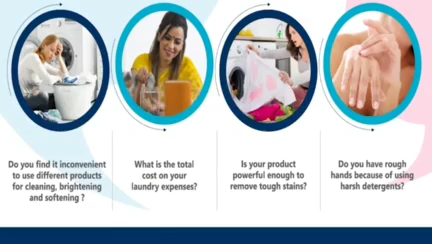 Do you find it inconvenient
to use different products
for cleaning, brightening
and softening ?
What is the total
cost on your
laundry expenses?
Is your product
powerful enough to
remove tough stains?
Do you have rough
hands because of using
harsh detergents?